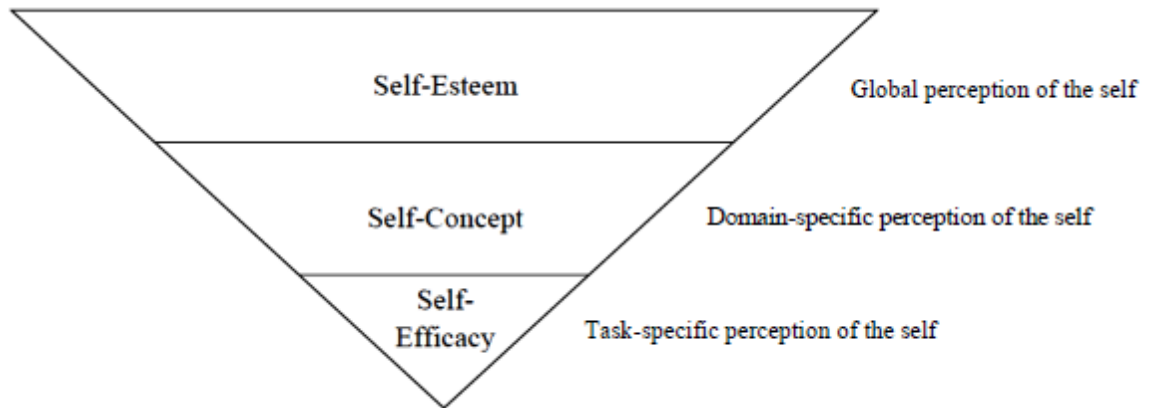 Self-Esteem
Global perception of the self
Self-Concept
Domain-specific perception of the self
Self-
Efficacy
Task-specific perception of the self